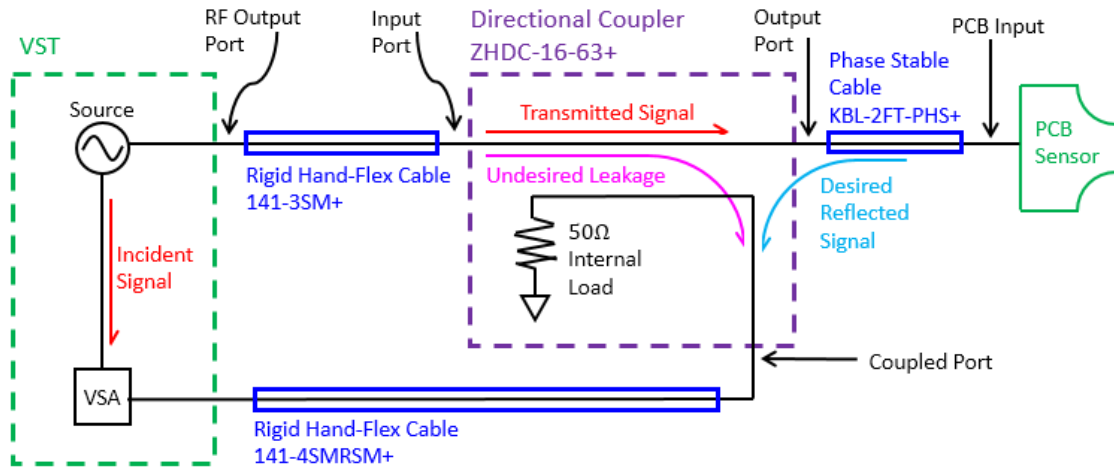 VST
RF Output
Port
Input
Port
Directional Coupler
ZHDC-16-63+
Output
Port
PCB Input
Phase Stable
Cable
KBL-2FT-PHS+
Source
Transmitted Signal
PCB
Sensor
Rigid Hand-Flex Cable
141-3SM+
Undesired Leakage
Desired
Reflected
Signal
50Ω
Internal
Load
Incident
Signal
Coupled Port
VSA
Rigid Hand-Flex Cable
141-4SMRSM+